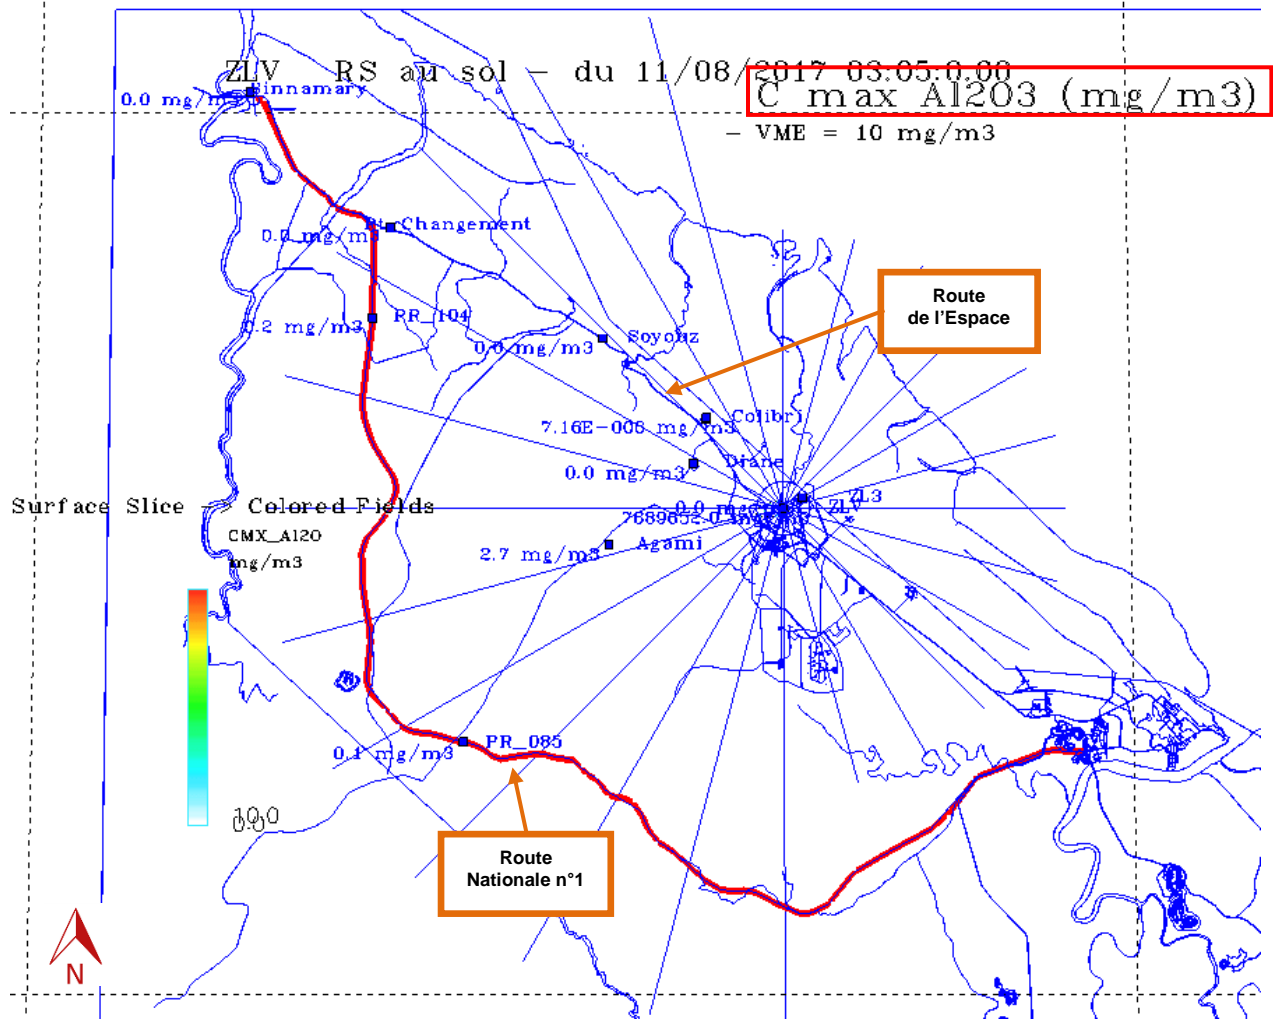 ZLV RS au sol - du 11/08/2017 03:05:0.00
C max Al2O3 (mg/m3)
- VME = 10 mg/m3
Sinnamary
0.0 mg/m3
Pt Changement
0.0 mg/m3
PR_104
0.2 mg/m3
Route
de l'Espace
Soyouz
0.0 mg/m3
Colibri
7.16E-006 mg/m3
Diane
0.0 mg/m3
ZL3
ZLV
0.0
Surface Slice -- Colored Fields
CMX_Al2O
mg/m3
Agami
2.7 mg/m3
PR_085
0.1 mg/m3
Route
Nationale n°1
N